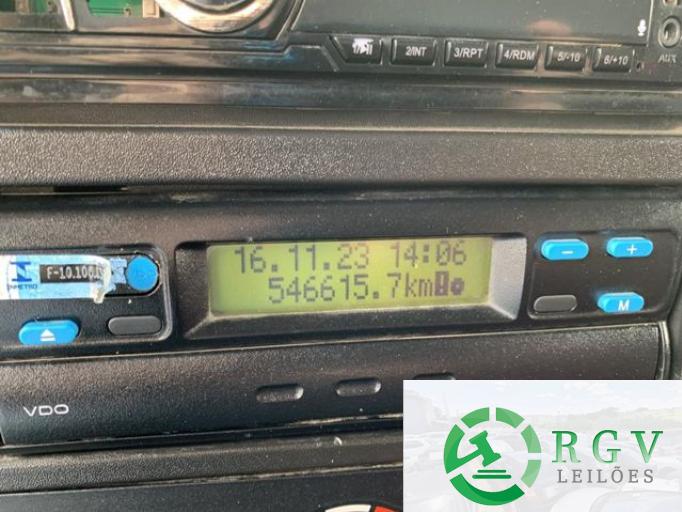 2/INT 3/RPT 4/RDM 5/-10 6/+10 AUX
16.11.23 14:06
546615.7km
F-10.100
INMETRO
- +
M
VDO
RGV
LEILÕES